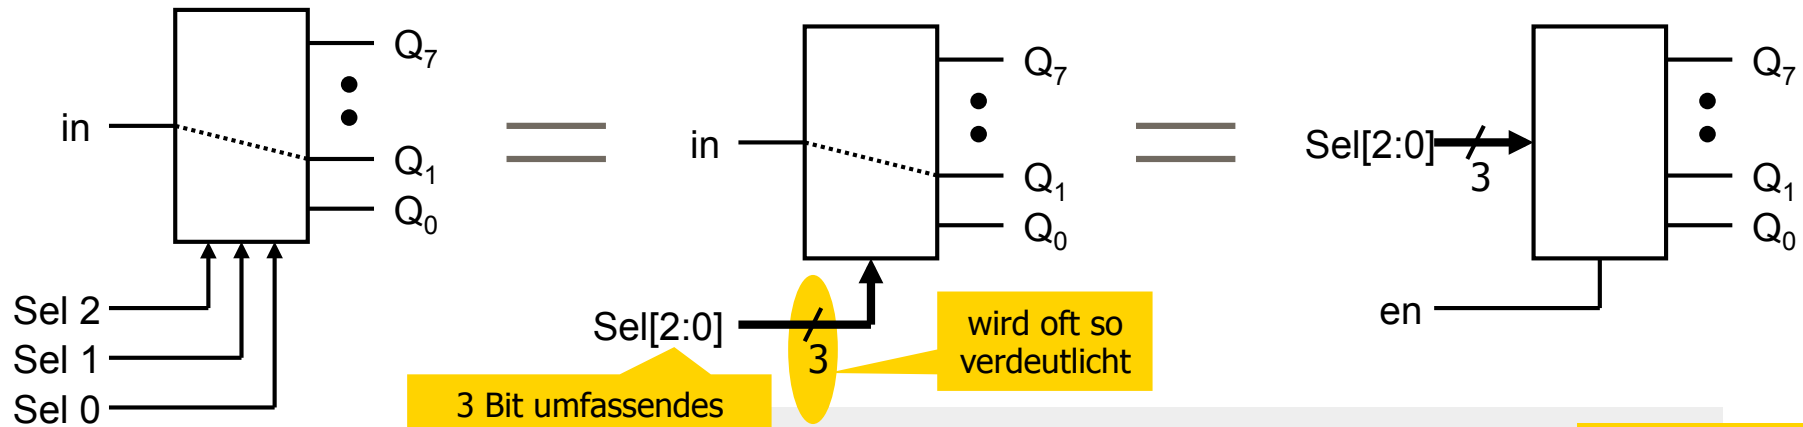 in
Q7
Q1
Q0
Sel 2
Sel 1
Sel 0
in
Q7
Q1
Q0
Sel[2:0]
3
3 Bit umfassendes
wird oft so
verdeutlicht
Sel[2:0]
3
Q7
Q1
Q0
en